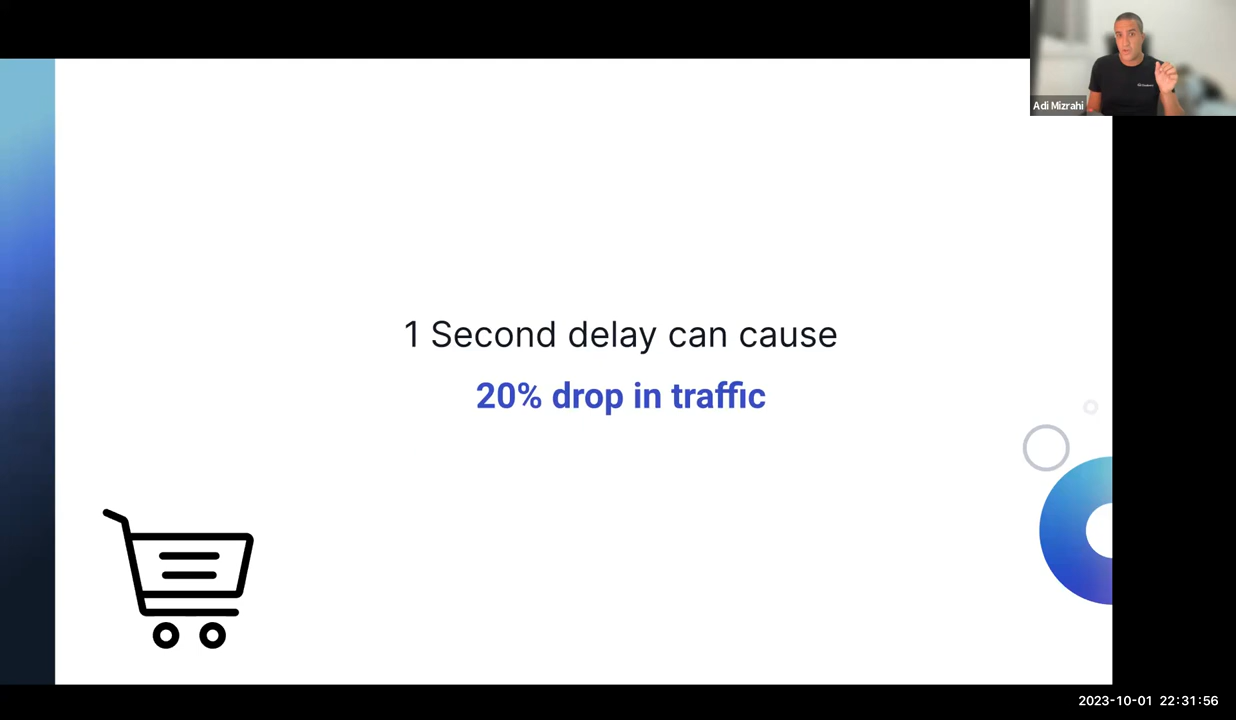 Adi Mizrahi
1 Second delay can cause
20% drop in traffic
2023-10-01 22:31:56